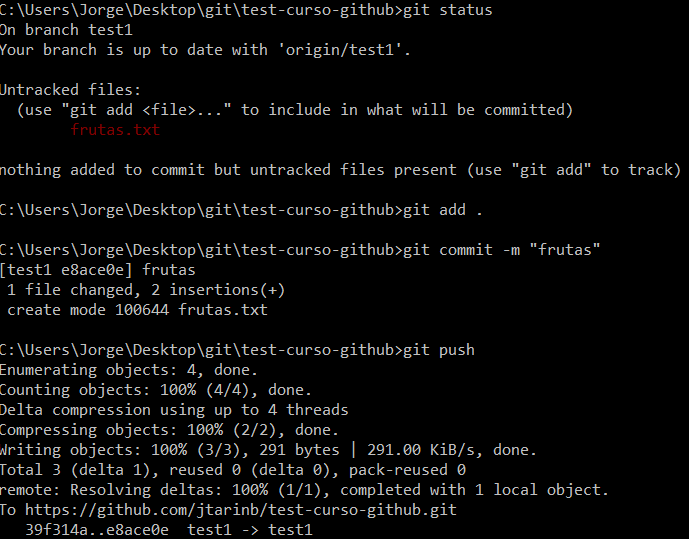 C:\Users\Jorge\Desktop\git\test-curso-github>git status
On branch test1
Your branch is up to date with 'origin/test1'.
Untracked files:
  (use "git add <file>..." to include in what will be committed)
        frutas.txt
nothing added to commit but untracked files present (use "git add" to track)
C:\Users\Jorge\Desktop\git\test-curso-github>git add .
C:\Users\Jorge\Desktop\git\test-curso-github>git commit -m "frutas"
[test1 e8ace0e] frutas
 1 file changed, 2 insertions(+)
 create mode 100644 frutas.txt
C:\Users\Jorge\Desktop\git\test-curso-github>git push
Enumerating objects: 4, done.
Counting objects: 100% (4/4), done.
Delta compression using up to 4 threads
Compressing objects: 100% (2/2), done.
Writing objects: 100% (3/3), 291 bytes | 291.00 KiB/s, done.
Total 3 (delta 1), reused 0 (delta 0), pack-reused 0
remote: Resolving deltas: 100% (1/1), completed with 1 local object.
To https://github.com/jtarinb/test-curso-github.git
   39f314a..e8ace0e  test1 -> test1